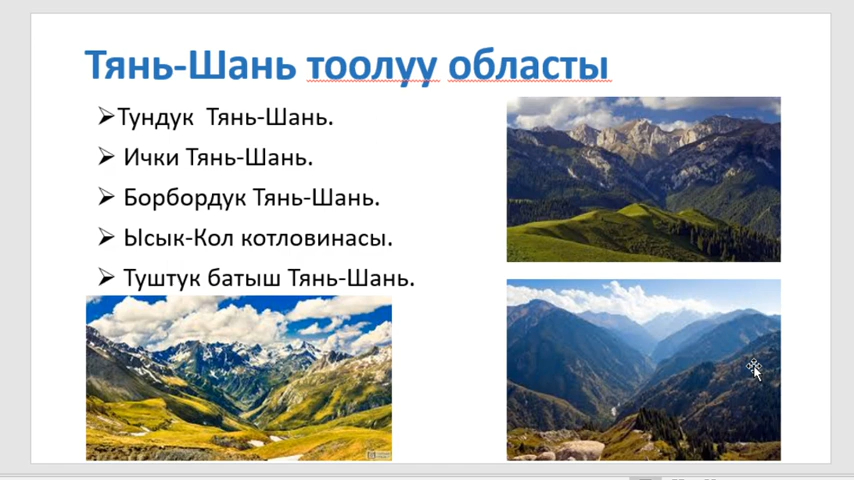 Тянь-Шань тоолуу областы
Тундук Тянь-Шань.
Ички Тянь-Шань.
Борбордук Тянь-Шань.
Ысык-Кол котловинасы.
Туштук батыш Тянь-Шань.